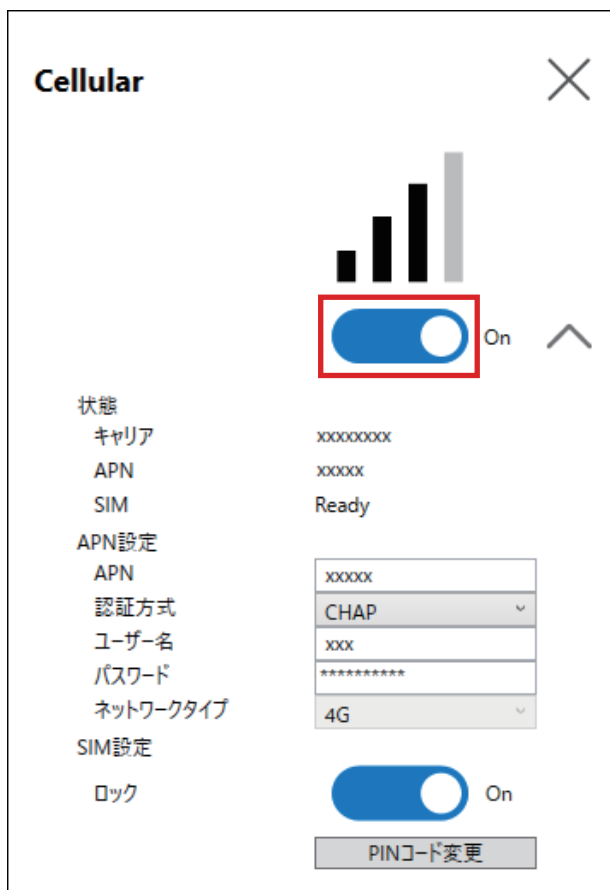 Cellular
On
状態
キャリア xxxxxxxx
APN xxxxx
SIM Ready
APN設定
APN xxxxx
認証方式 CHAP
ユーザー名 xxx
パスワード **********
ネットワークタイプ 4G
SIM設定
ロック On
PINコード変更